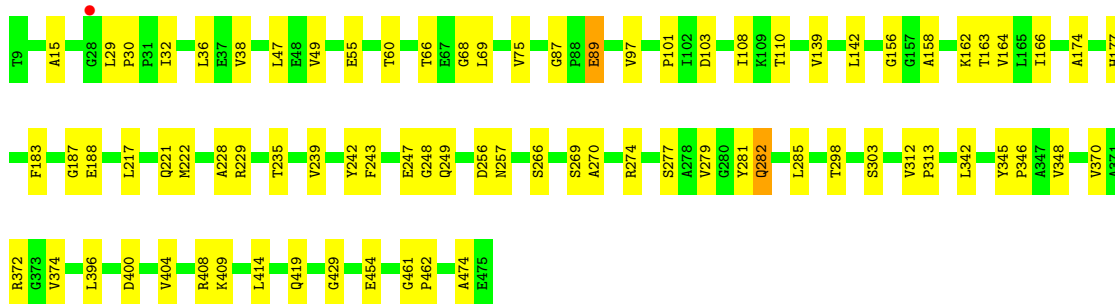 T9 A15 G28 L29 P30 P31 I32 L36 E37 V38 L47 E48 V49 E55 T60 T66 E67 G68 L69 V75 G87 P88 E89 V97 P101 I102 D103 I108 K109 T110 V139 L142 G156 G157 A158 K162 T163 V164 L165 I166 A174 H177
F183 G187 E188 L217 Q221 M222 A228 R229 T235 V239 Y242 F243 E247 G248 Q249 D256 N257 S266 S269 A270 R274 S277 A278 V279 G280 Y281 Q282 L285 T298 S303 V312 P313 L342 Y345 P346 A347 V348 V370 A371
R372 G373 V374 L396 D400 V404 R408 K409 L414 Q419 G429 E454 G461 P462 A474 E475